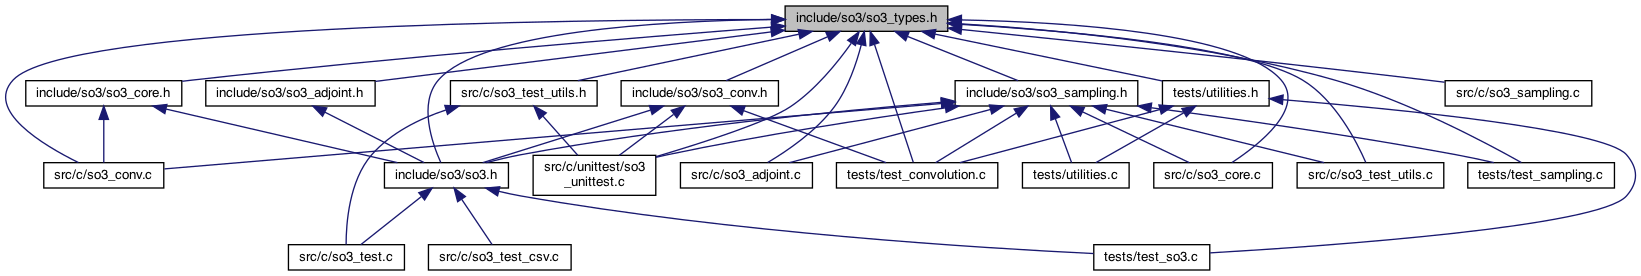 include/so3/so3_types.h
include/so3/so3_core.h
include/so3/so3_adjoint.h
src/c/so3_test_utils.h
include/so3/so3_conv.h
include/so3/so3_sampling.h
tests/utilities.h
src/c/so3_sampling.c
src/c/so3_conv.c
include/so3/so3.h
src/c/unittest/so3
_unittest.c
src/c/so3_adjoint.c
tests/test_convolution.c
tests/utilities.c
src/c/so3_core.c
src/c/so3_test_utils.c
tests/test_sampling.c
src/c/so3_test.c
src/c/so3_test_csv.c
tests/test_so3.c